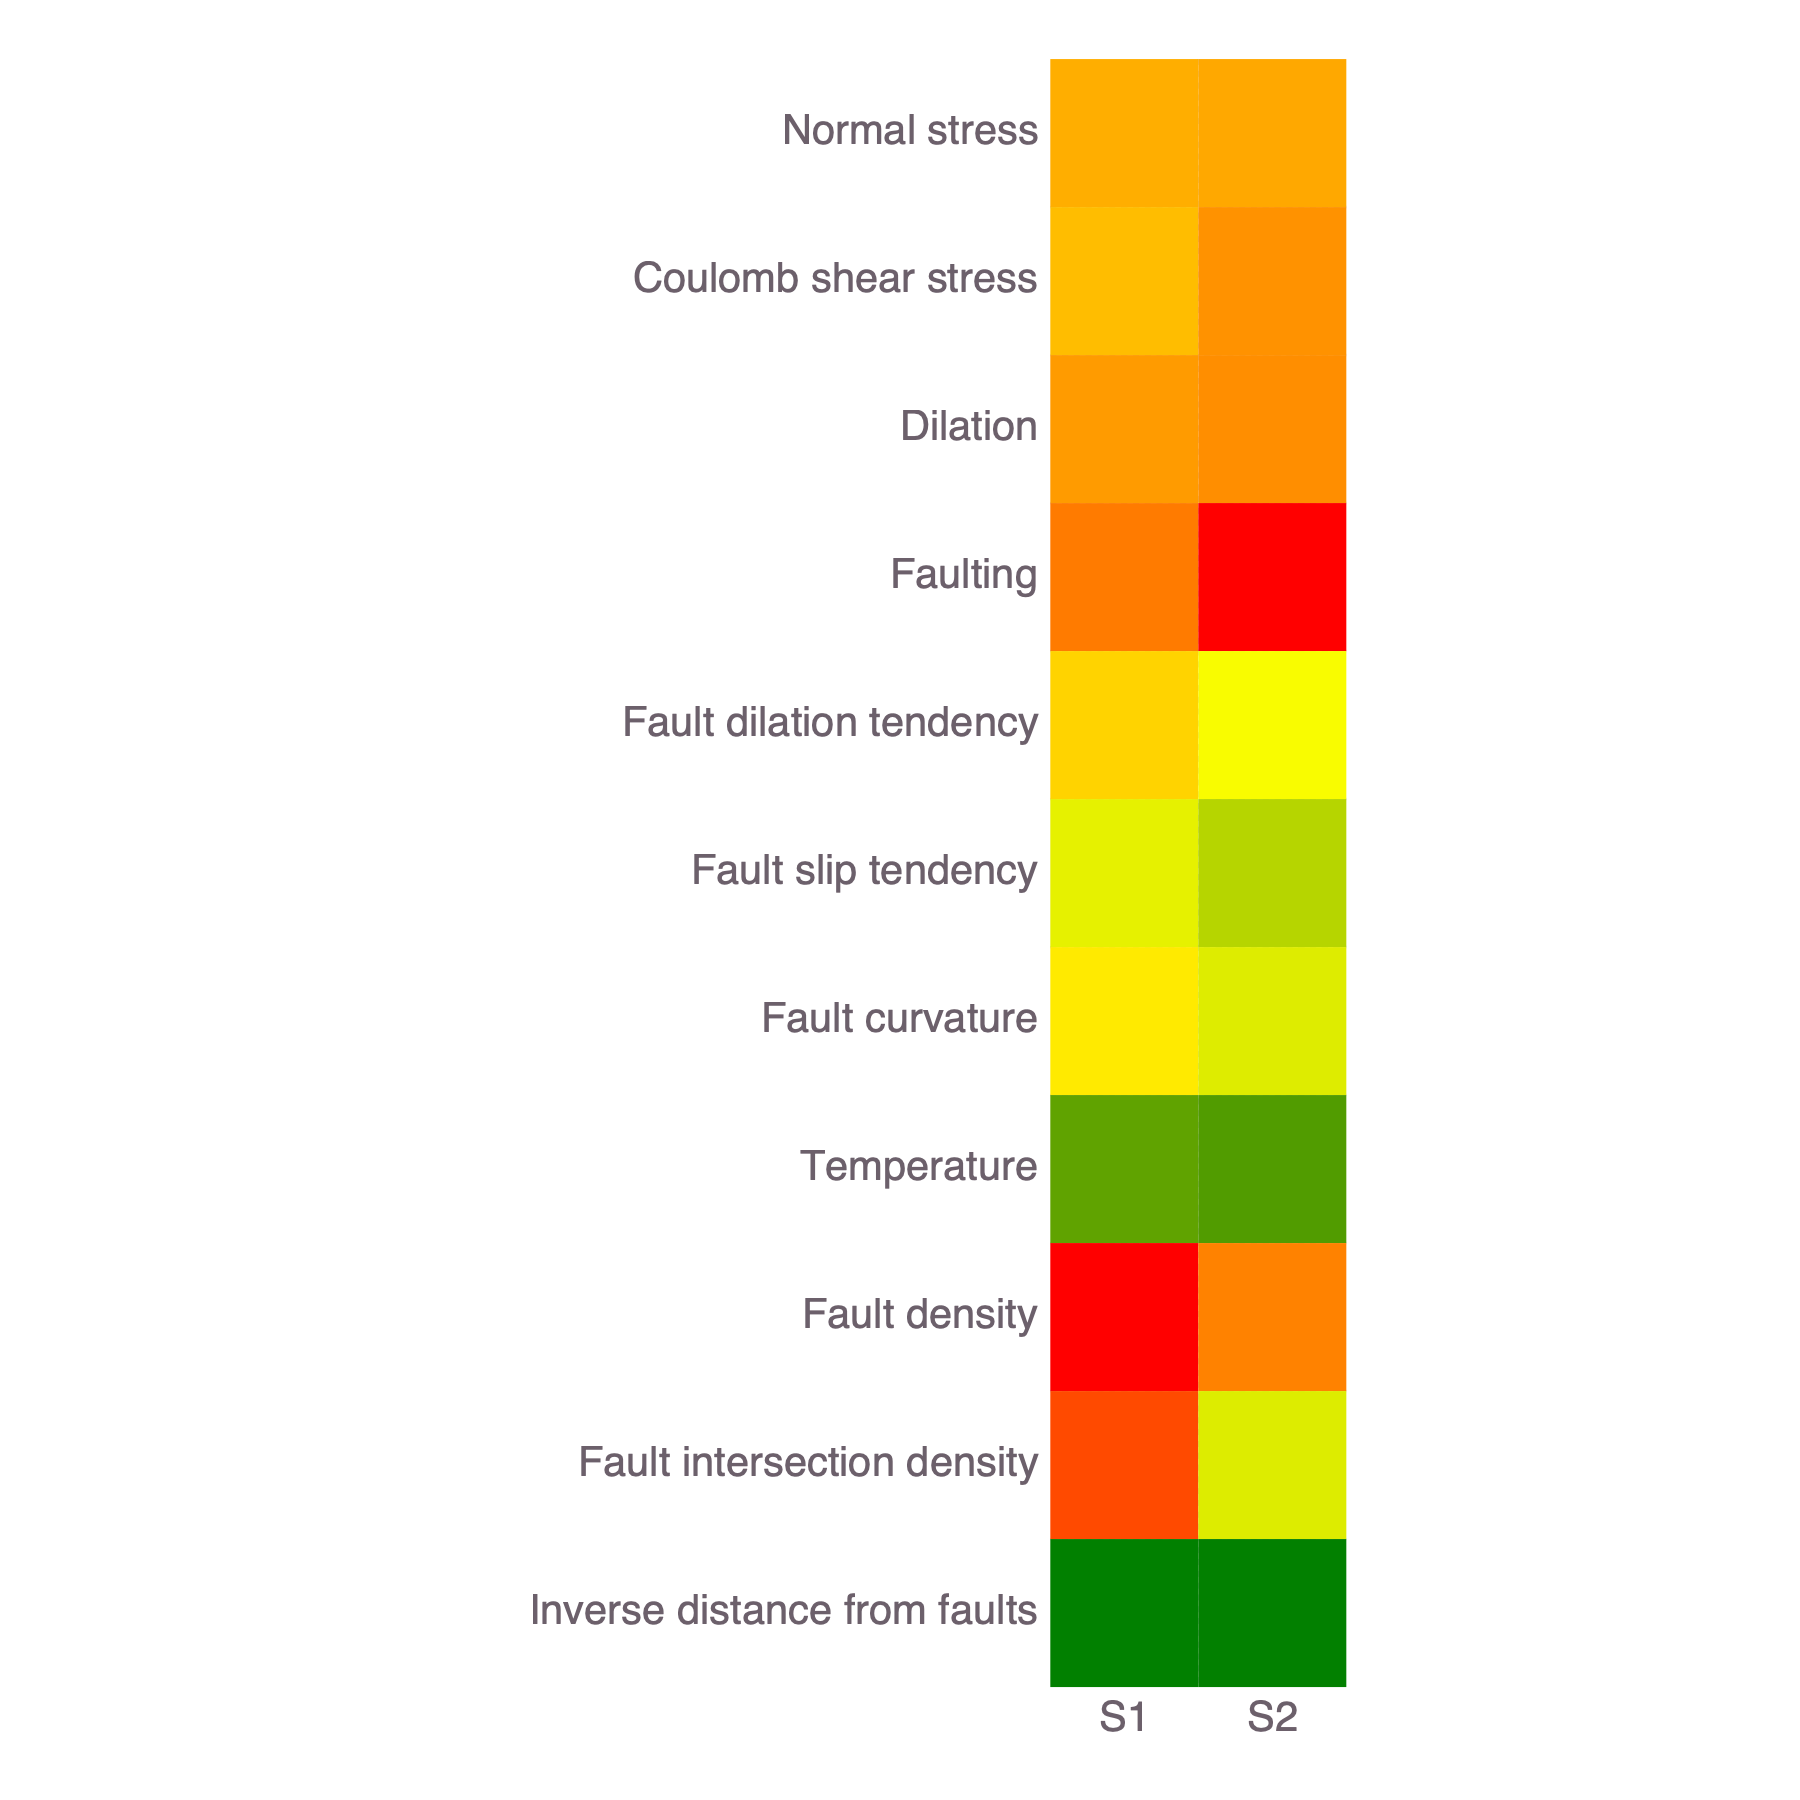 Normal stress
Coulomb shear stress
Dilation
Faulting
Fault dilation tendency
Fault slip tendency
Fault curvature
Temperature
Fault density
Fault intersection density
Inverse distance from faults
S1 S2